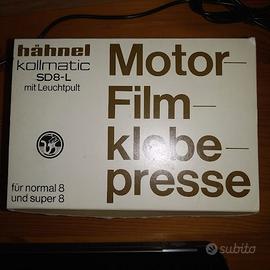 hähnel
kollmatic
SD8-L
mit Leuchtpult
für normal 8
und super 8
Motor-
Film-
klebe-
presse
subito